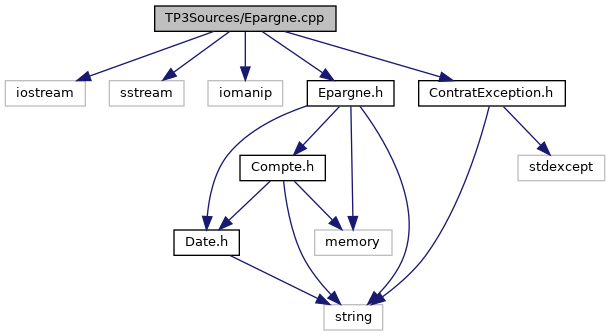 TP3Sources/Epargne.cpp
iostream
sstream
iomanip
Epargne.h
ContratException.h
Compte.h
stdexcept
Date.h
memory
string